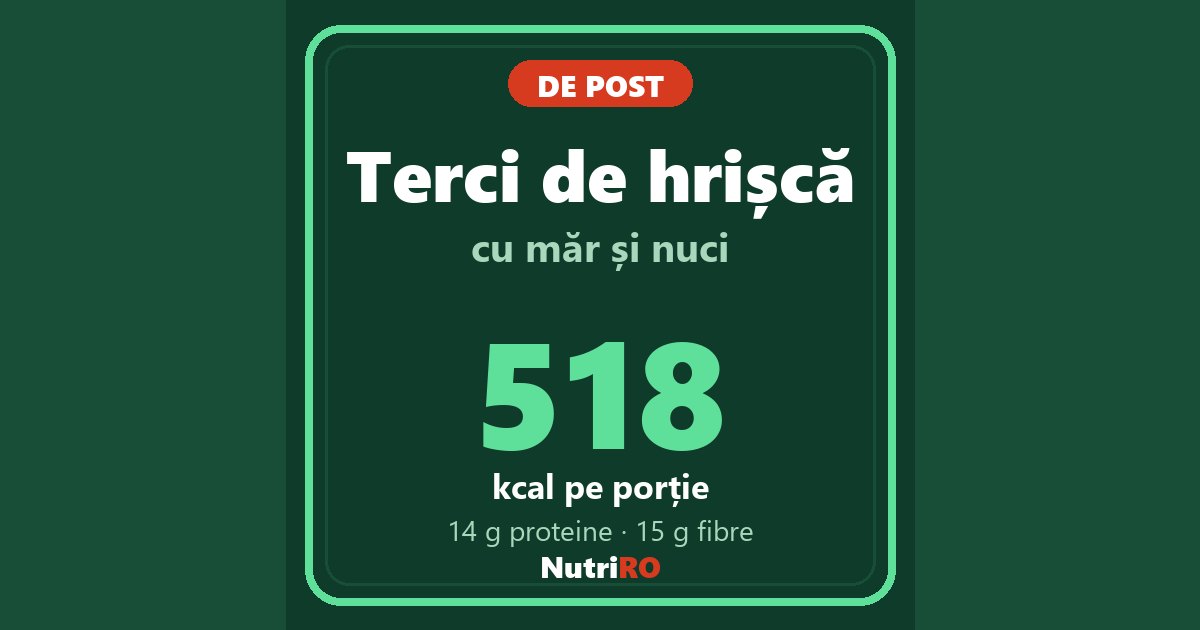 DE POST
Terci de hrișcă
cu măr și nuci
518
kcal pe porție
14 g proteine · 15 g fibre
NutriRO